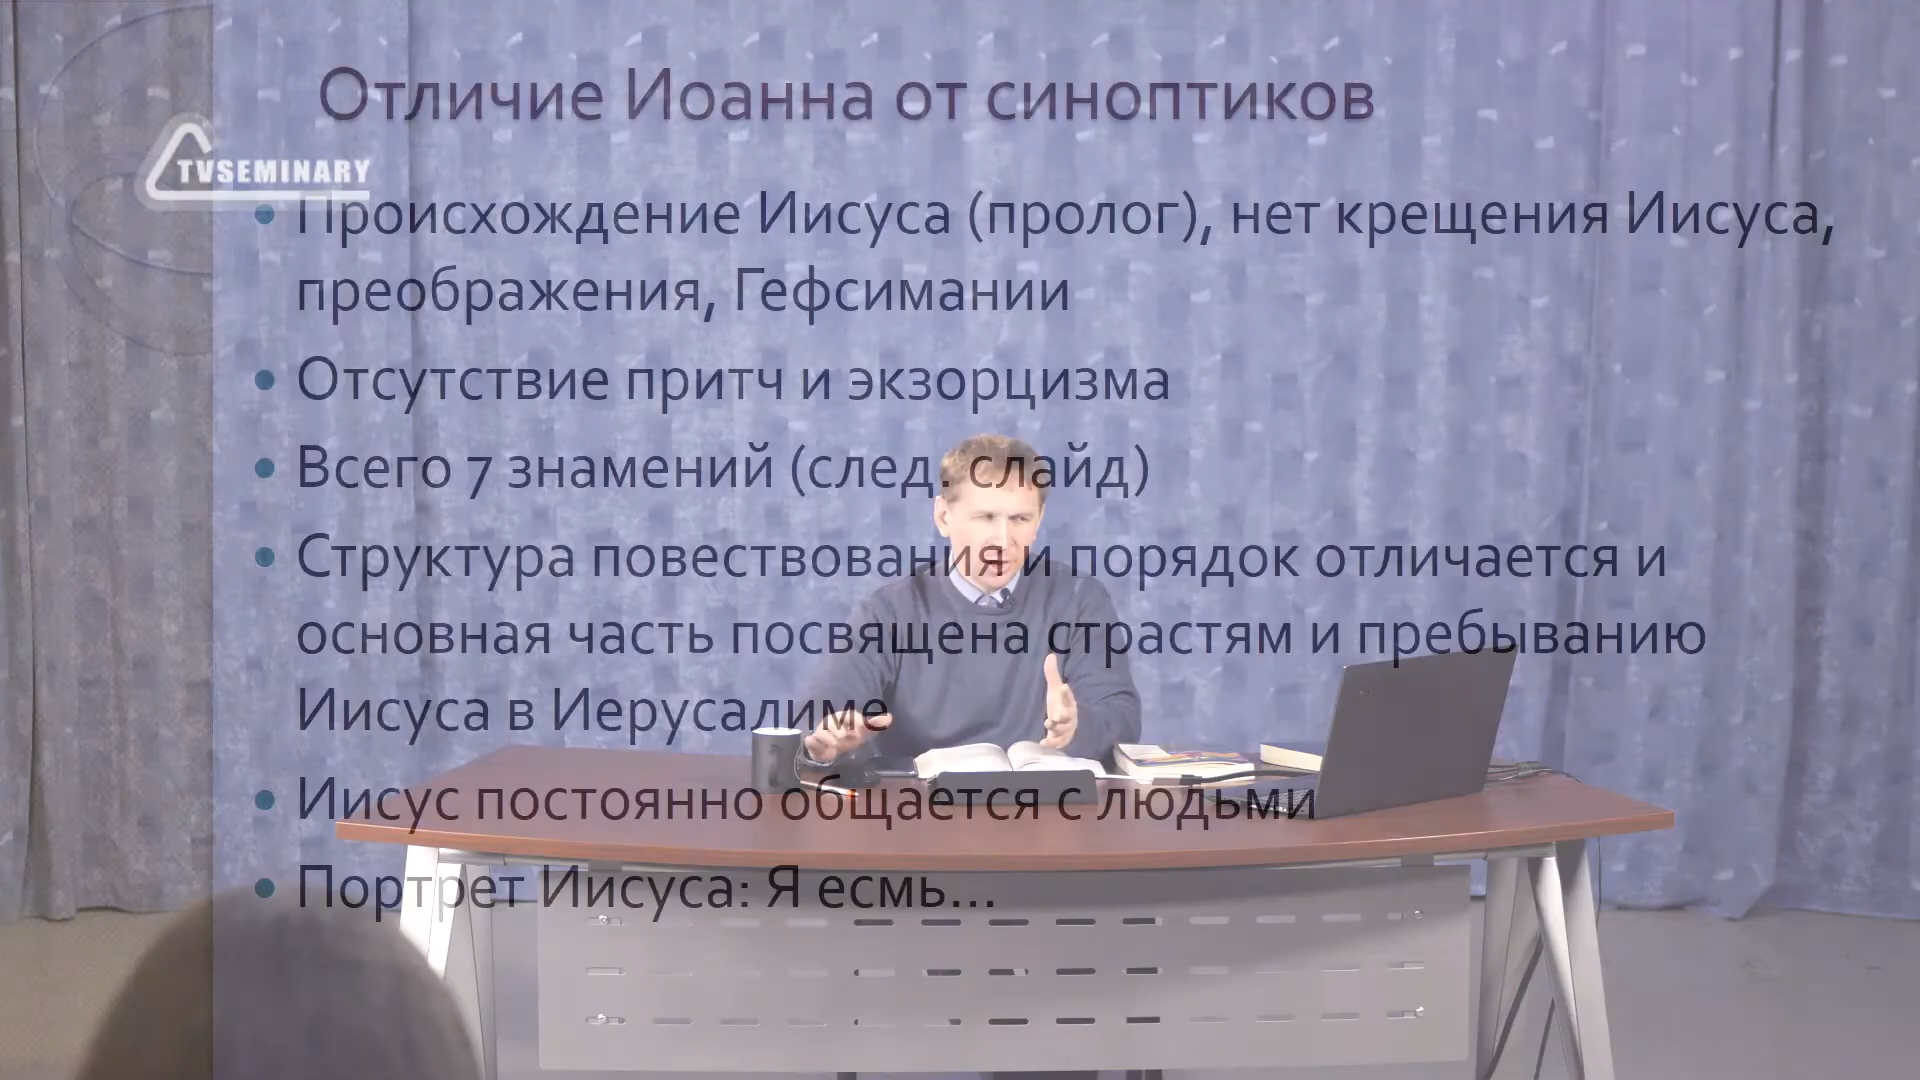 Отличие Иоанна от синоптиков
TVSEMINARY
• Происхождение Иисуса (пролог), нет крещения Иисуса,
преображения, Гефсимании
• Отсутствие притч и экзорцизма
• Всего 7 знамений (след. слайд)
• Структура повествования и порядок отличается и
основная часть посвящена страстям и пребыванию
Иисуса в Иерусалиме
• Иисус постоянно общается с людьми
• Портрет Иисуса: Я есмь...